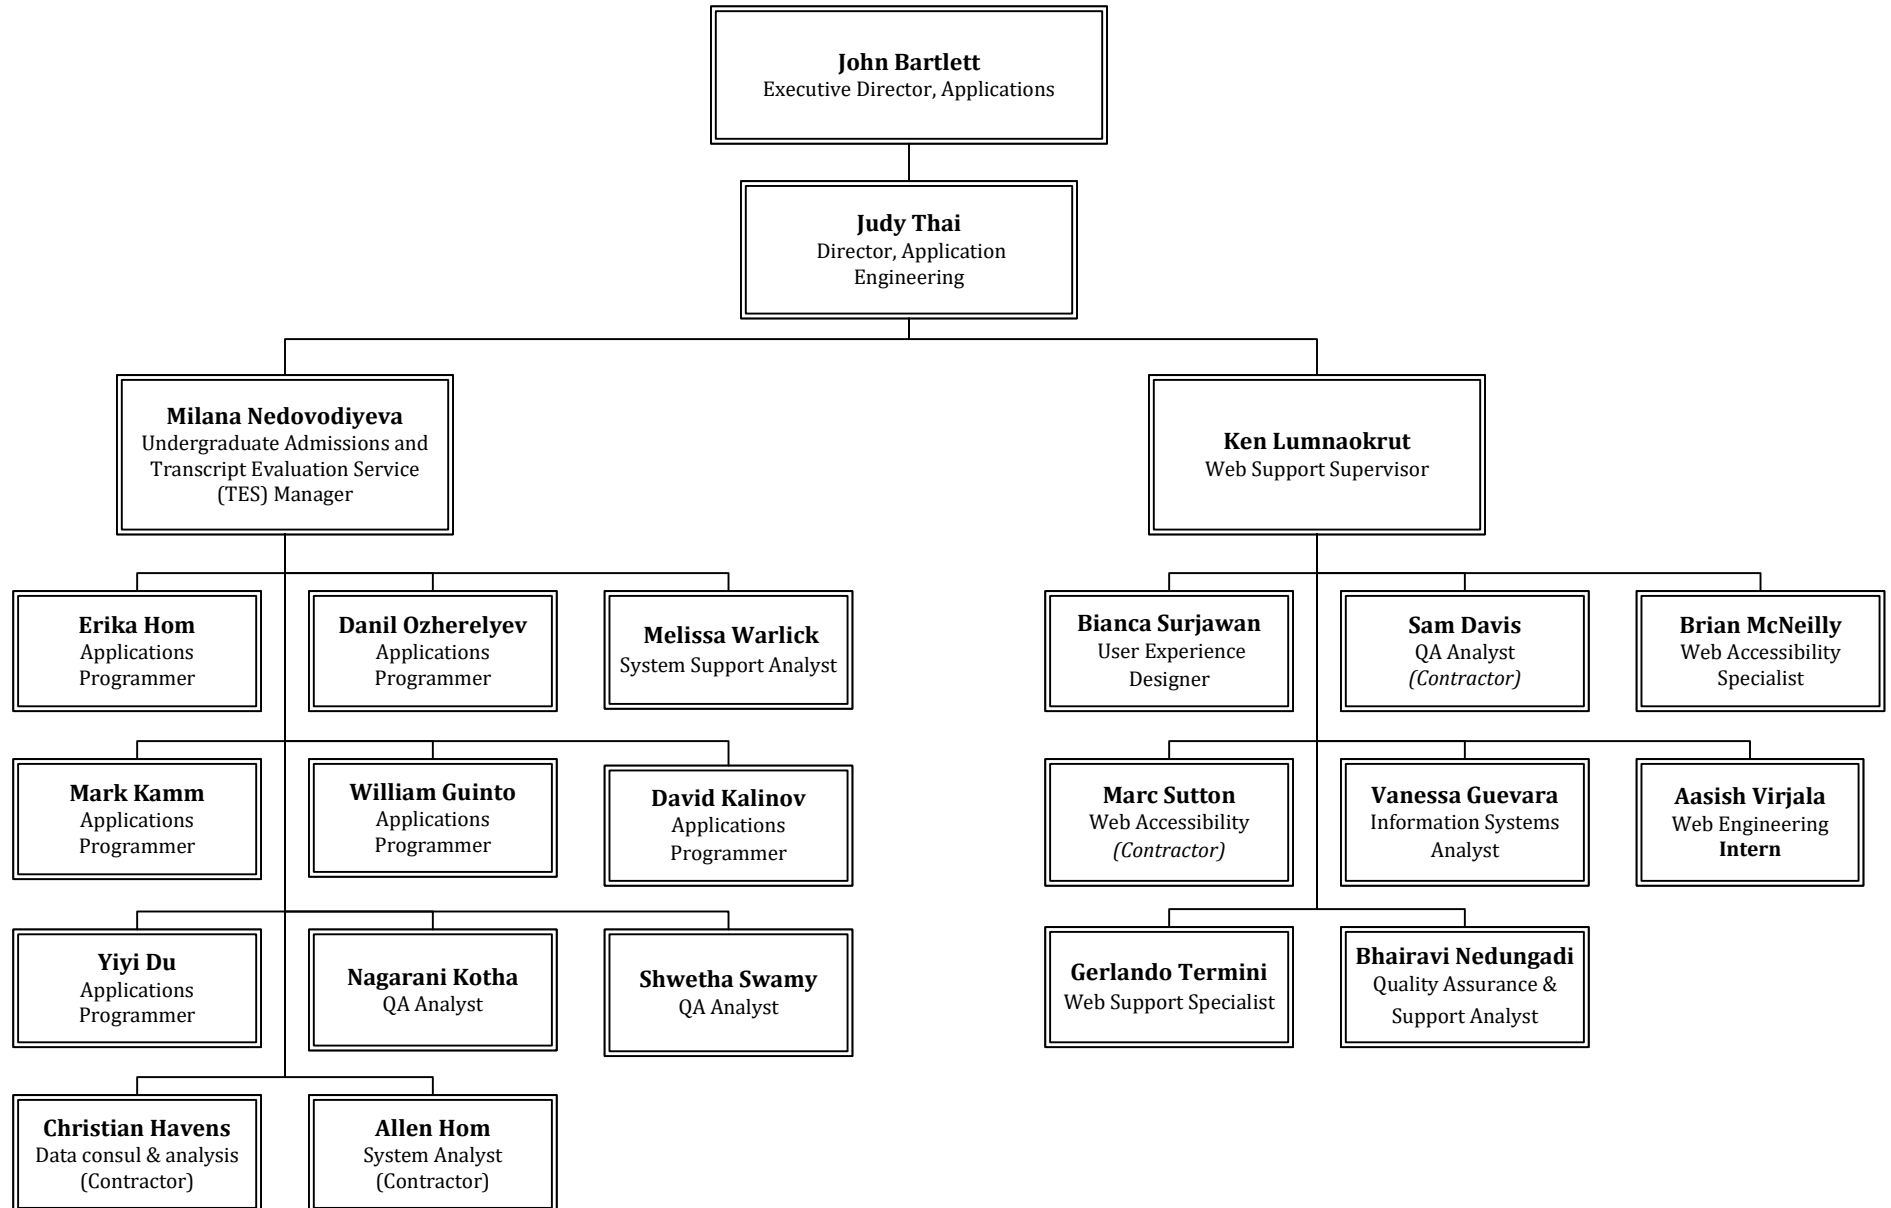 John Bartlett
Executive Director, Applications
Judy Thai
Director, Application
Engineering
Milana Nedovodiyeva
Undergraduate Admissions and
Transcript Evaluation Service
(TES) Manager
Ken Lumnaokrut
Web Support Supervisor
Erika Hom
Applications
Programmer
Danil Ozherelyev
Applications
Programmer
Melissa Warlick
System Support Analyst
Bianca Surjawan
User Experience
Designer
Sam Davis
QA Analyst
(Contractor)
Brian McNeilly
Web Accessibility
Specialist
Mark Kamm
Applications
Programmer
William Guinto
Applications
Programmer
David Kalinov
Applications
Programmer
Marc Sutton
Web Accessibility
(Contractor)
Vanessa Guevara
Information Systems
Analyst
Aasish Virjala
Web Engineering
Intern
Yiyi Du
Applications
Programmer
Nagarani Kotha
QA Analyst
Shwetha Swamy
QA Analyst
Gerlando Termini
Web Support Specialist
Bhairavi Nedungadi
Quality Assurance &
Support Analyst
Christian Havens
Data consul & analysis
(Contractor)
Allen Hom
System Analyst
(Contractor)